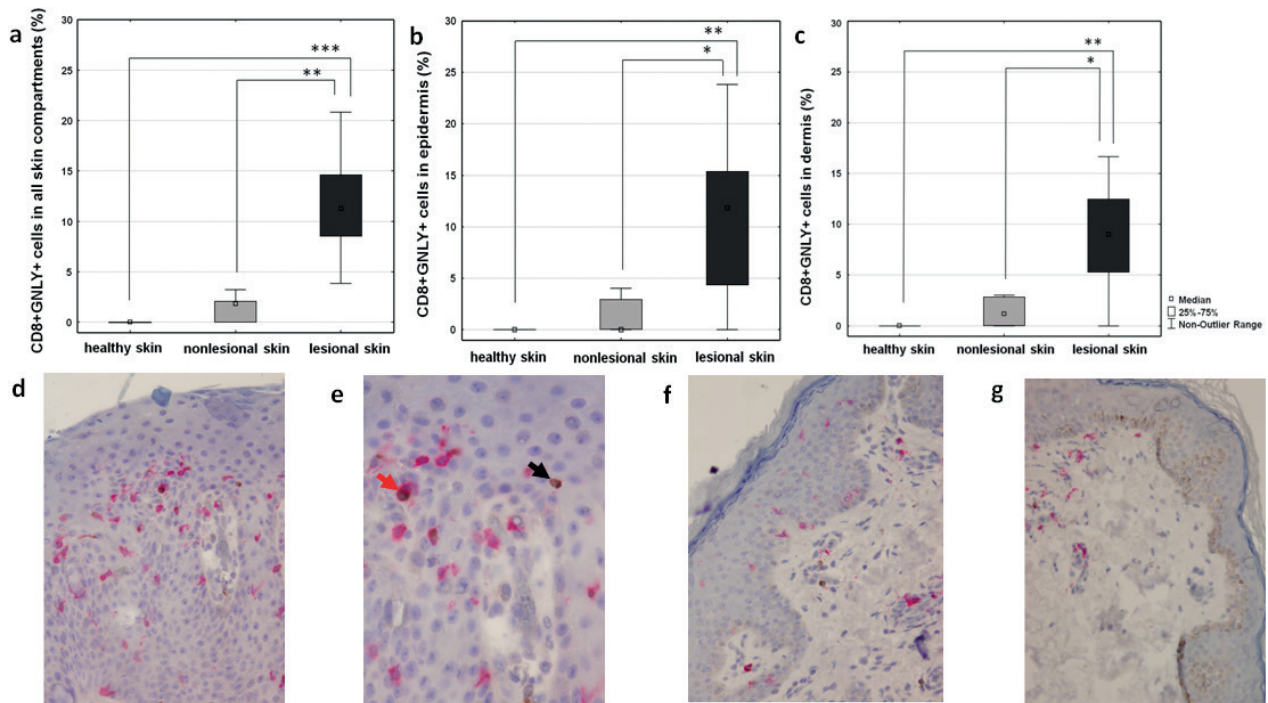 a
CD8+GNLY+ cells in all skin compartments (%)
30
25
20
15
10
5
0
***
**
healthy skin nonlesional skin lesional skin
b
CD8+GNLY+ cells in epidermis (%)
30
25
20
15
10
5
0
**
*
healthy skin nonlesional skin lesional skin
c
CD8+GNLY+ cells in dermis (%)
30
25
20
15
10
5
0
**
*
healthy skin nonlesional skin lesional skin
Median
25%-75%
Non-Outlier Range
d
e
f
g